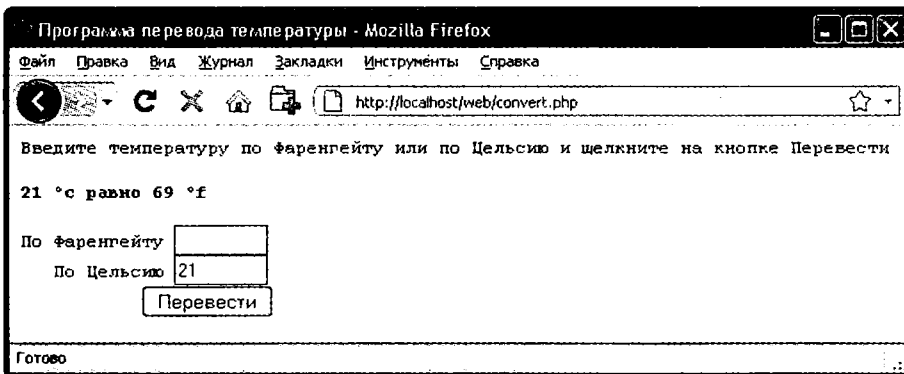 Программа перевода температуры - Mozilla Firefox
Файл Правка Вид Журнал Закладки Инструменты Справка
http://localhost/web/convert.php
Введите температуру по Фаренгейту или по Цельсию и щелкните на кнопке Перевести
21 °c равно 69 °f
По Фаренгейту
По Цельсию 21
Перевести
Готово